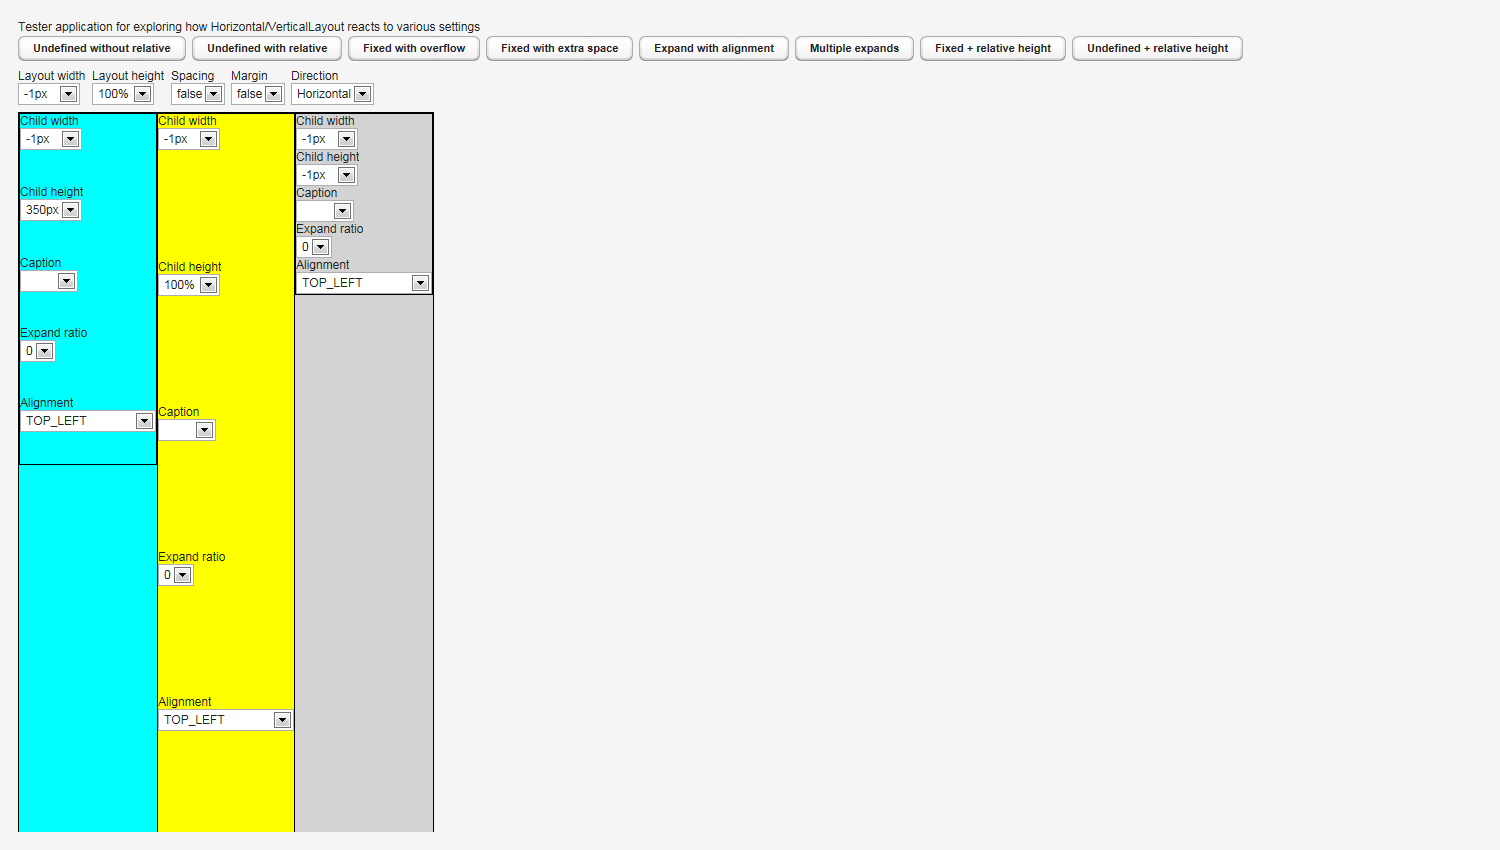 Tester application for exploring how Horizontal/VerticalLayout reacts to various settings
Undefined without relative Undefined with relative Fixed with overflow Fixed with extra space Expand with alignment Multiple expands Fixed + relative height Undefined + relative height
Layout width Layout height Spacing Margin Direction
-1px 100% false false Horizontal
Child width Child width Child width
-1px -1px -1px
Child height
-1px
Child height Caption
350px
Expand ratio
0
Caption Child height Alignment
100% TOP_LEFT
Expand ratio
0
Alignment Caption
TOP_LEFT
Expand ratio
0
Alignment
TOP_LEFT